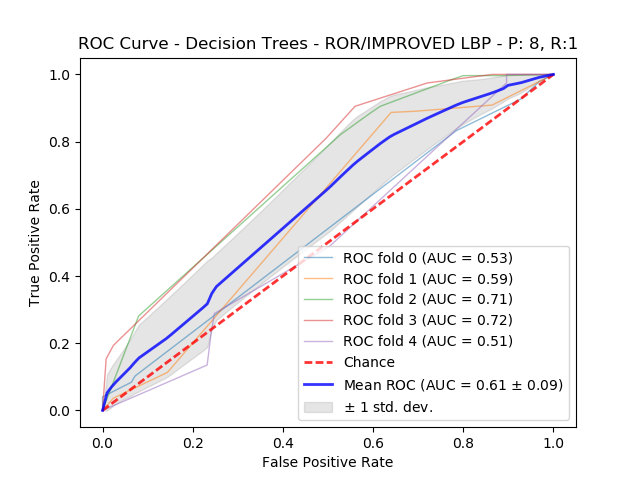 ROC Curve - Decision Trees - ROR/IMPROVED LBP - P: 8, R:1
True Positive Rate
1.0
0.8
0.6
0.4
0.2
0.0
ROC fold 0 (AUC = 0.53)
ROC fold 1 (AUC = 0.59)
ROC fold 2 (AUC = 0.71)
ROC fold 3 (AUC = 0.72)
ROC fold 4 (AUC = 0.51)
Chance
Mean ROC (AUC = 0.61 ± 0.09)
± 1 std. dev.
0.0 0.2 0.4 0.6 0.8 1.0
False Positive Rate